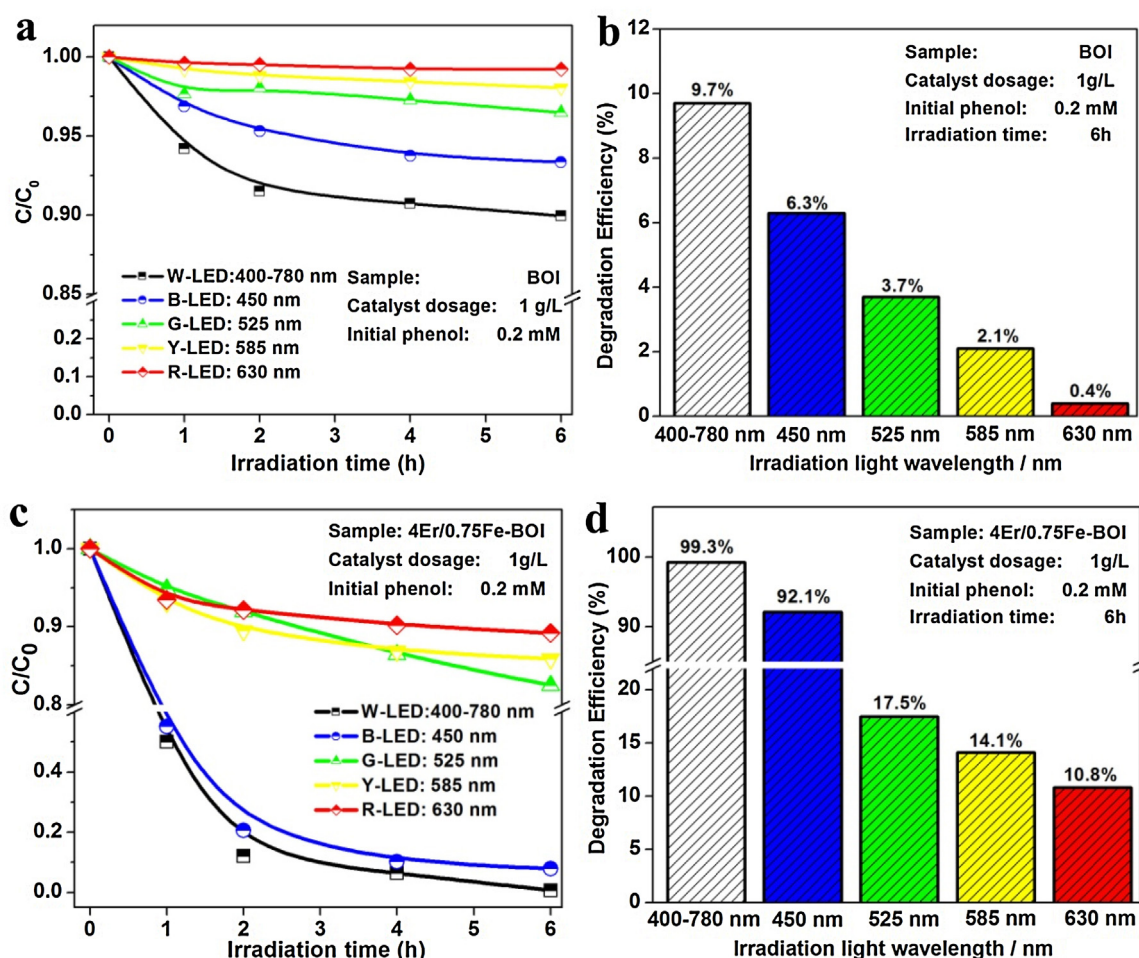 a
C/C0
1.00
0.95
0.90
0.85
0.2
0.1
0.0
W-LED:400-780 nm
B-LED: 450 nm
G-LED: 525 nm
Y-LED: 585 nm
R-LED: 630 nm
Sample: BOI
Catalyst dosage: 1 g/L
Initial phenol: 0.2 mM
0 1 2 3 4 5 6
Irradiation time (h)
b
Degradation Efficiency (%)
12
10
8
6
4
2
0
Sample: BOI
Catalyst dosage: 1g/L
Initial phenol: 0.2 mM
Irradiation time: 6h
9.7%
6.3%
3.7%
2.1%
0.4%
400-780 nm 450 nm 525 nm 585 nm 630 nm
Irradiation light wavelength / nm
c
C/C0
1.0
0.9
0.8
0.4
0.2
0.0
Sample: 4Er/0.75Fe-BOI
Catalyst dosage: 1g/L
Initial phenol: 0.2 mM
W-LED:400-780 nm
B-LED: 450 nm
G-LED: 525 nm
Y-LED: 585 nm
R-LED: 630 nm
0 1 2 3 4 5 6
Irradiation time (h)
d
Degradation Efficiency (%)
100
90
20
15
10
5
0
Sample: 4Er/0.75Fe-BOI
Catalyst dosage: 1g/L
Initial phenol: 0.2 mM
Irradiation time: 6h
99.3%
92.1%
17.5%
14.1%
10.8%
400-780 nm 450 nm 525 nm 585 nm 630 nm
Irradiation light wavelength / nm